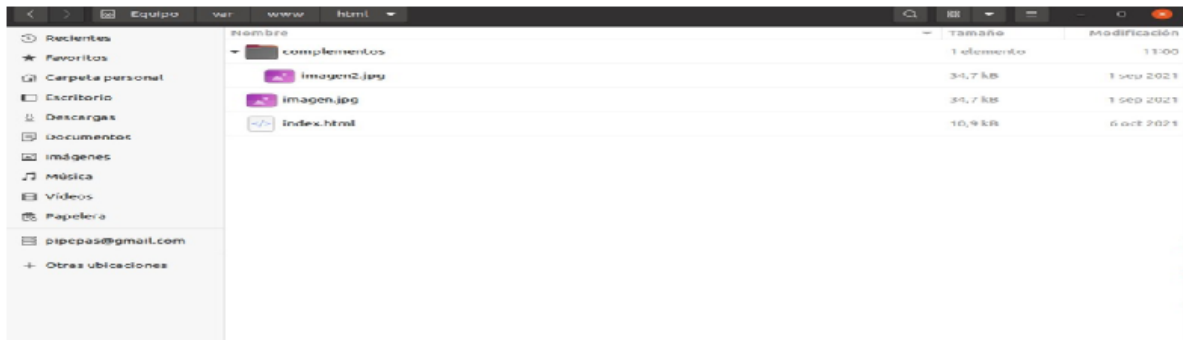 Equipo var www html
Nombre Tamaño Modificación
Recientes
Favoritos
Carpeta personal
Escritorio
Descargas
Documentos
Imágenes
Música
Vídeos
Papelera
pipepas@gmail.com
Otras ubicaciones
complementos 1 elemento 11:00
imagen2.jpg 34,7 kB 1 sep 2021
imagen.jpg 34,7 kB 1 sep 2021
index.html 10,9 kB 6 oct 2021